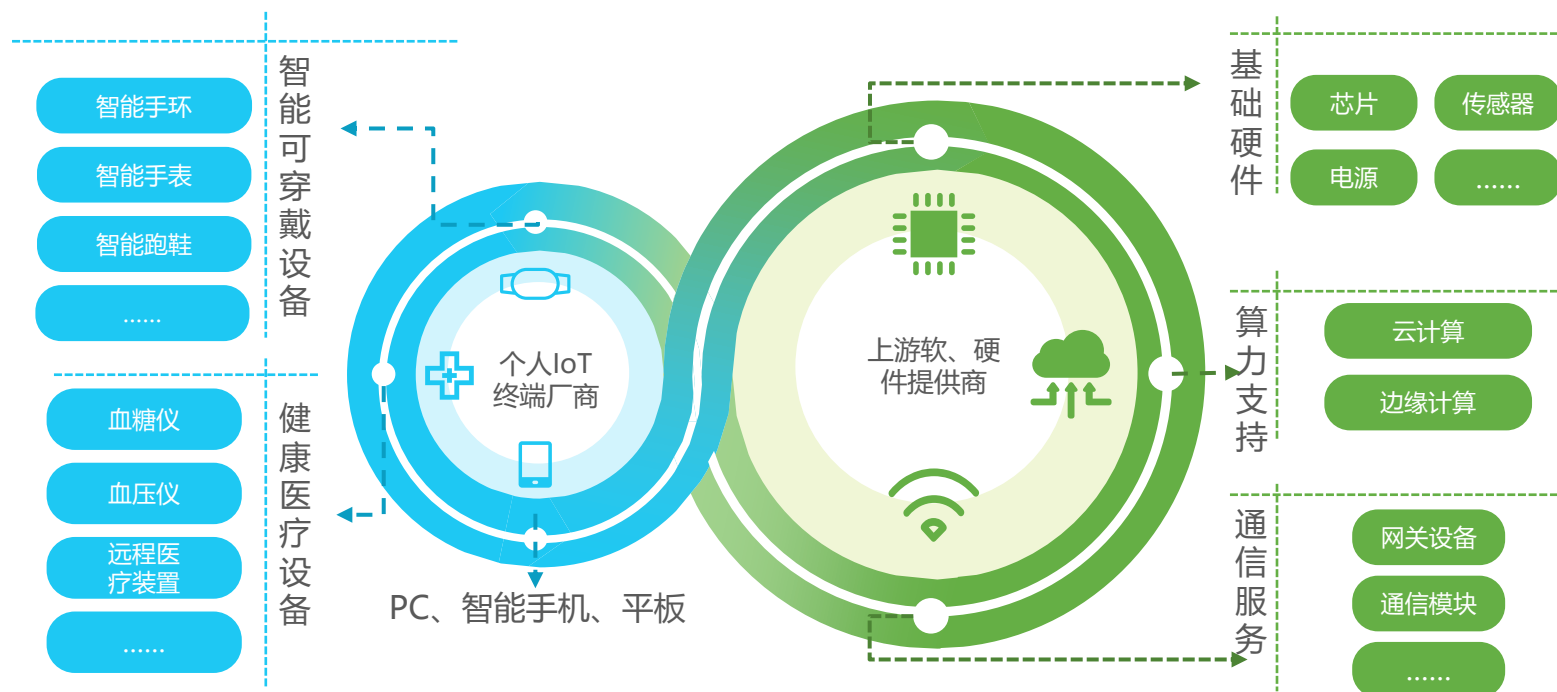 智能可穿戴设备
智能手环
智能手表
智能跑鞋
......
健康医疗设备
血糖仪
血压仪
远程医
疗装置
......
个人IoT
终端厂商
PC、智能手机、平板
上游软、硬
件提供商
基础硬件
芯片
传感器
电源
......
算力支持
云计算
边缘计算
通信服务
网关设备
通信模块
......